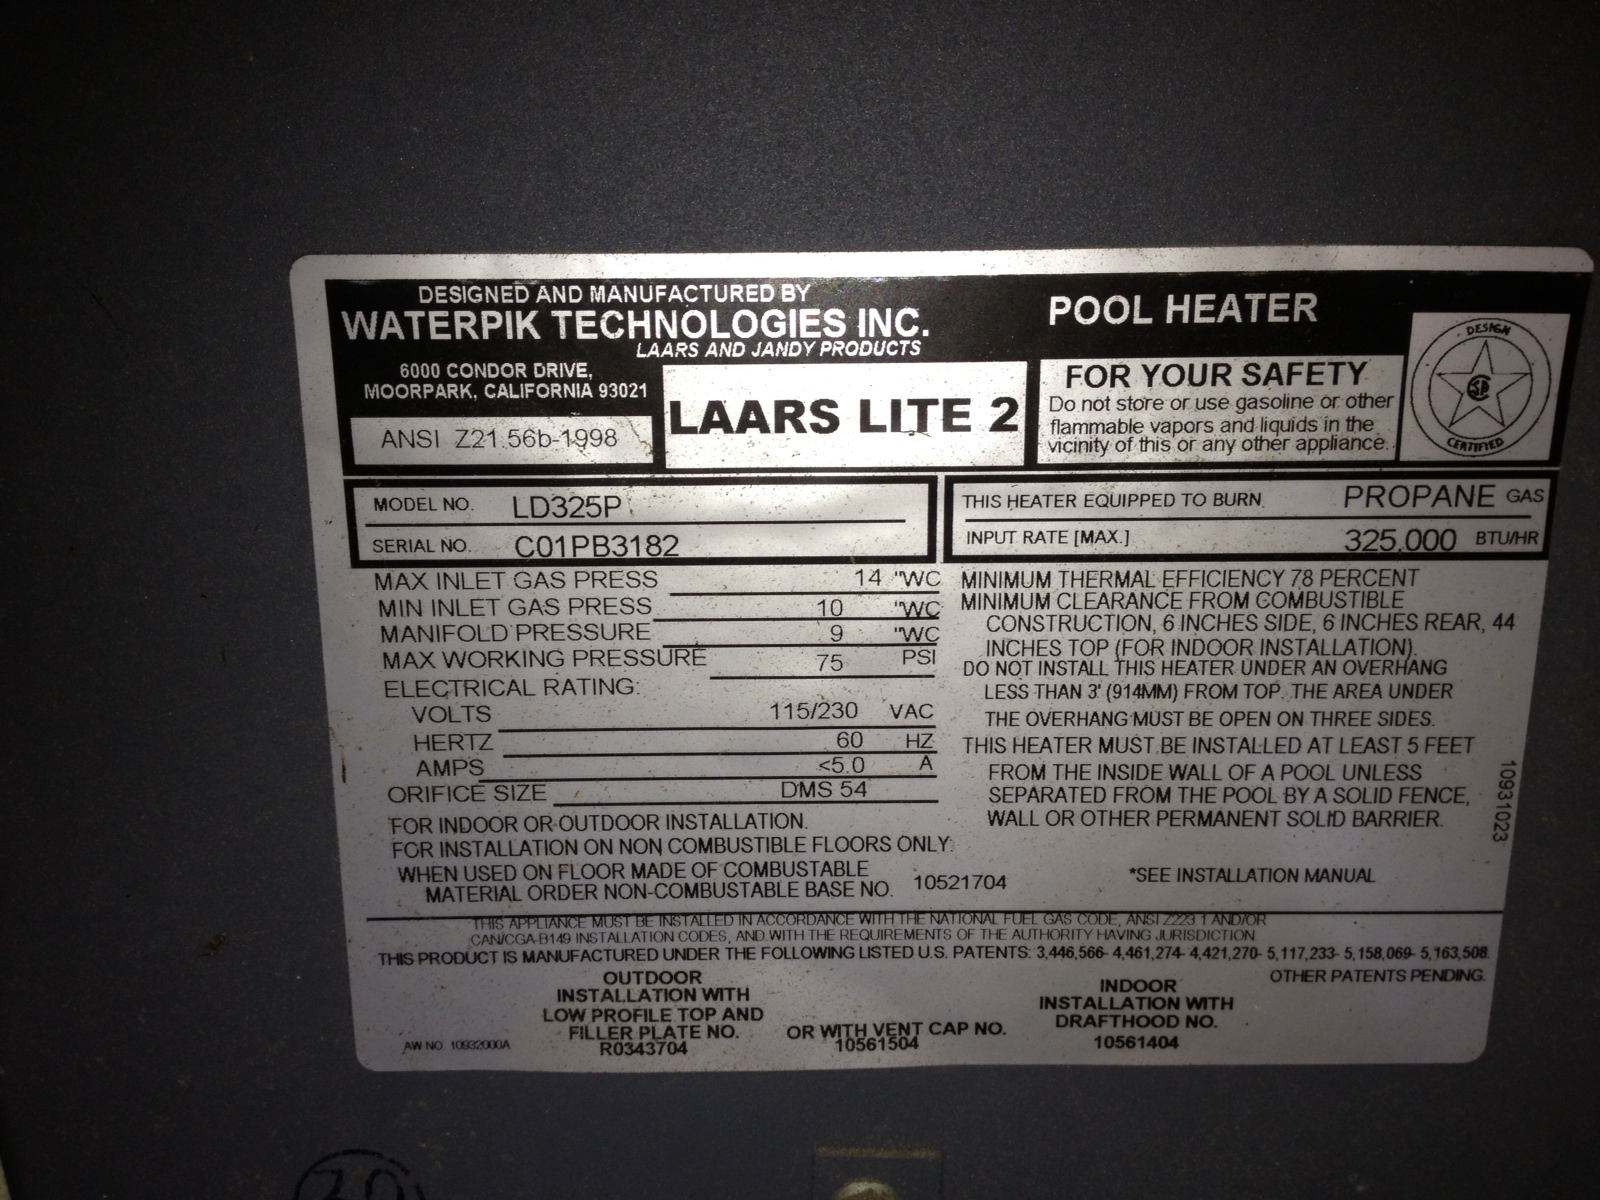 DESIGNED AND MANUFACTURED BY
WATERPIK TECHNOLOGIES INC.
LAARS AND JANDY PRODUCTS
6000 CONDOR DRIVE,
MOORPARK, CALIFORNIA 93021
ANSI Z21.56b-1998
LAARS LITE 2
POOL HEATER
FOR YOUR SAFETY
Do not store or use gasoline or other
flammable vapors and liquids in the
vicinity of this or any other appliance.
DESIGN
CERTIFIED
MODEL NO. LD325P
SERIAL NO. C01PB3182
THIS HEATER EQUIPPED TO BURN. PROPANE GAS
INPUT RATE [MAX.] 325,000 BTU/HR
MAX INLET GAS PRESS 14 "WC
MIN INLET GAS PRESS 10 "WC
MANIFOLD PRESSURE 9 "WC
MAX WORKING PRESSURE 75 PSI
ELECTRICAL RATING:
VOLTS 115/230 VAC
HERTZ 60 HZ
AMPS <5.0 A
ORIFICE SIZE DMS 54
FOR INDOOR OR OUTDOOR INSTALLATION.
FOR INSTALLATION ON NON COMBUSTIBLE FLOORS ONLY.
WHEN USED ON FLOOR MADE OF COMBUSTABLE
MATERIAL ORDER NON-COMBUSTABLE BASE NO. 10521704
MINIMUM THERMAL EFFICIENCY 78 PERCENT
MINIMUM CLEARANCE FROM COMBUSTIBLE
CONSTRUCTION, 6 INCHES SIDE, 6 INCHES REAR, 44
INCHES TOP (FOR INDOOR INSTALLATION).
DO NOT INSTALL THIS HEATER UNDER AN OVERHANG
LESS THAN 3' (914MM) FROM TOP. THE AREA UNDER
THE OVERHANG MUST BE OPEN ON THREE SIDES.
THIS HEATER MUST BE INSTALLED AT LEAST 5 FEET
FROM THE INSIDE WALL OF A POOL UNLESS
SEPARATED FROM THE POOL BY A SOLID FENCE,
WALL OR OTHER PERMANENT SOLID BARRIER.
*SEE INSTALLATION MANUAL
10931023
THIS APPLIANCE MUST BE INSTALLED IN ACCORDANCE WITH THE NATIONAL FUEL GAS CODE, ANSI Z223.1 AND/OR
CAN/CGA-B149 INSTALLATION CODES, AND WITH THE REQUIREMENTS OF THE AUTHORITY HAVING JURISDICTION
THIS PRODUCT IS MANUFACTURED UNDER THE FOLLOWING LISTED U.S. PATENTS: 3,446,566- 4,461,274- 4,421,270- 5,117,233- 5,158,069- 5,163,508.
OTHER PATENTS PENDING.
OUTDOOR
INSTALLATION WITH
LOW PROFILE TOP AND
FILLER PLATE NO.
R0343704
OR WITH VENT CAP NO.
10561504
INDOOR
INSTALLATION WITH
DRAFTHOOD NO.
10561404
AW NO 10932000A